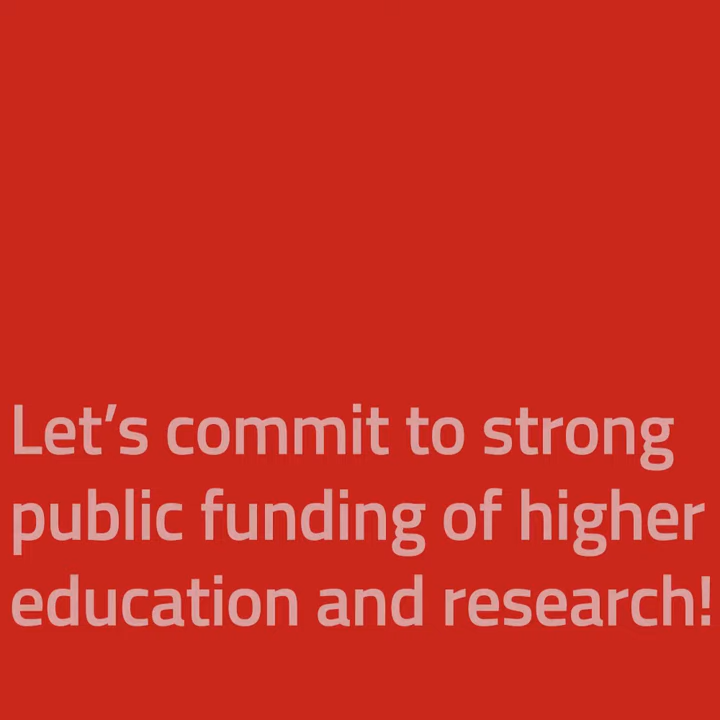 Let’s commit to strong
public funding of higher
education and research!